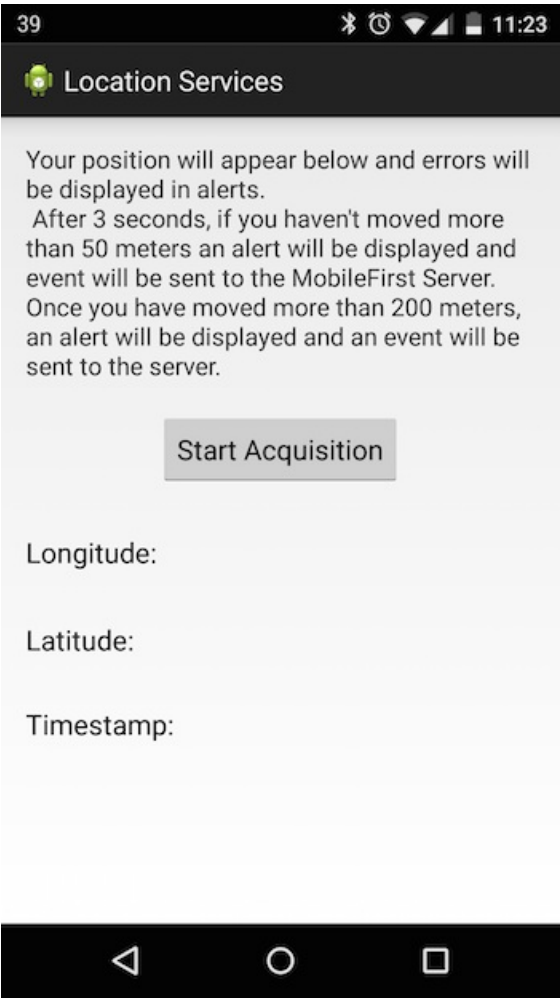 39 11:23
Location Services
Your position will appear below and errors will
be displayed in alerts.
After 3 seconds, if you haven't moved more
than 50 meters an alert will be displayed and
event will be sent to the MobileFirst Server.
Once you have moved more than 200 meters,
an alert will be displayed and an event will be
sent to the server.
Start Acquisition
Longitude:
Latitude:
Timestamp: